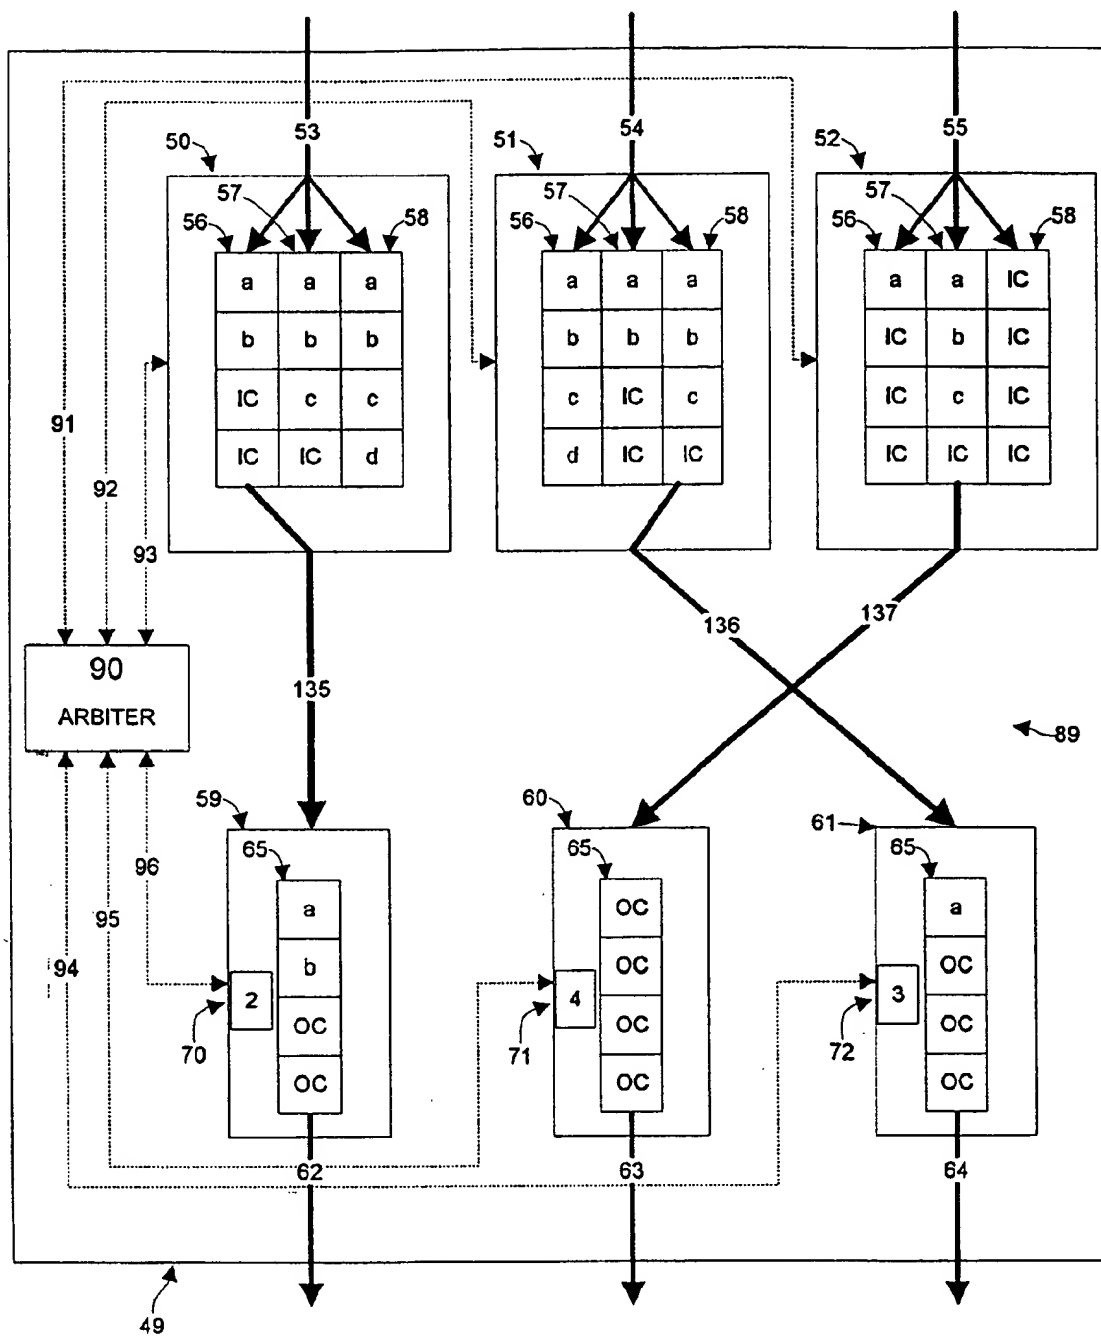 53 54 55
50 51 52
57 57 57
56 58 56 58 56 58
a a a a a a a a IC
b b b b b b IC b IC
IC c c c IC c IC c IC
IC IC d d IC IC IC IC IC
91
92
93
136 137
90
ARBITER
135
89
59 60 61
65 65 65
96
95
94
a OC a
b OC OC
2 4 3
OC OC OC
70 71 72
OC OC OC
62 63 64
49